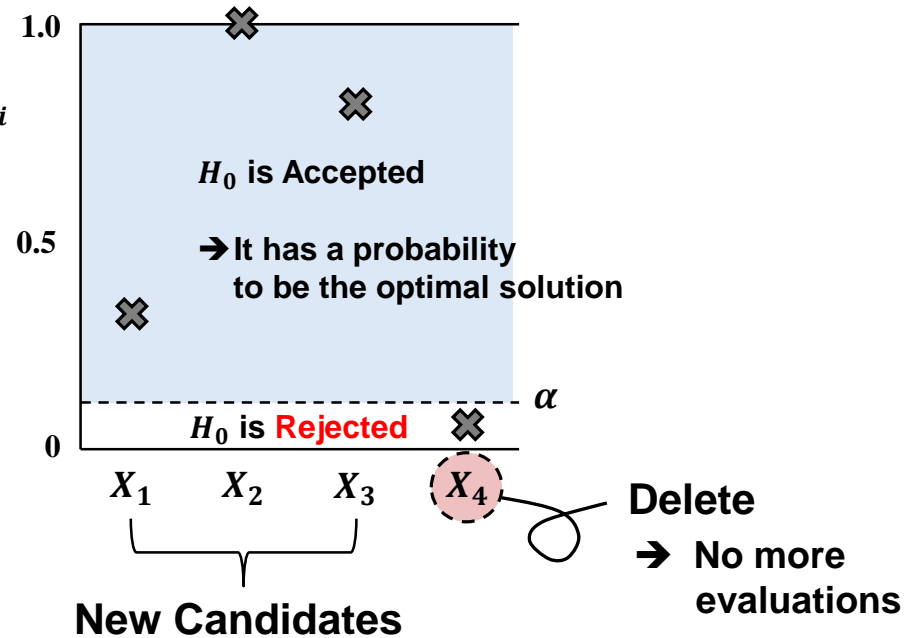 1.0
i
H₀ is Accepted
0.5
➔ It has a probability
to be the optimal solution
α
H₀ is Rejected
0
X₁ X₂ X₃ X₄
Delete
➔ No more
evaluations
New Candidates